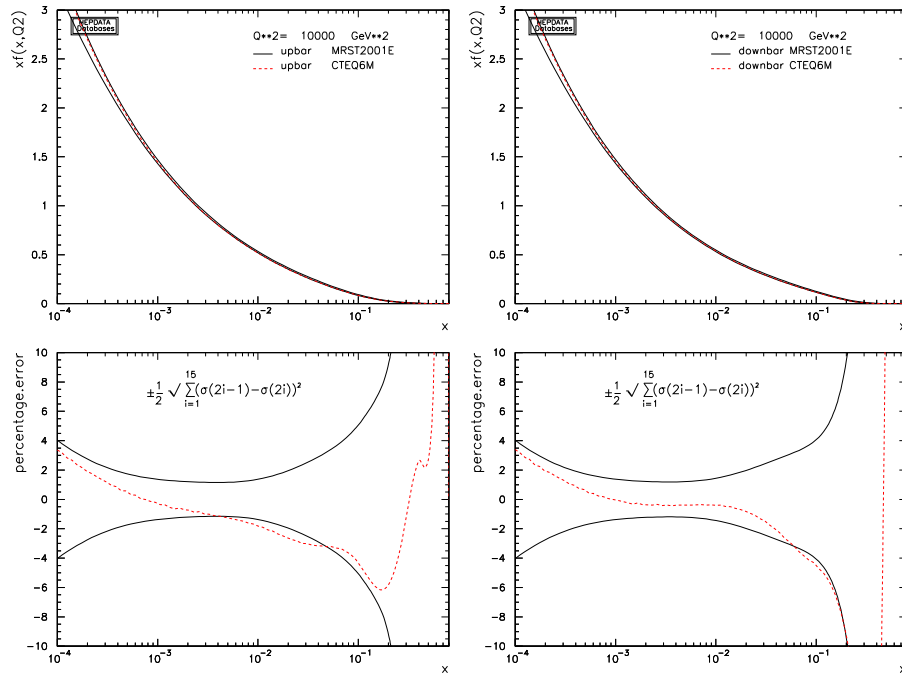 xf(x,Q2)
3
2.5
2
1.5
1
0.5
0
HEPDATA
Databases
Q**2= 10000 GeV**2
upbar MRST2001E
upbar CTEQ6M
10⁻⁴ 10⁻³ 10⁻² 10⁻¹
x
xf(x,Q2)
3
2.5
2
1.5
1
0.5
0
HEPDATA
Databases
Q**2= 10000 GeV**2
downbar MRST2001E
downbar CTEQ6M
10⁻⁴ 10⁻³ 10⁻² 10⁻¹
x
percentage.error
10
8
6
4
2
0
-2
-4
-6
-8
-10
±1/2 √ 15∑i=1 (σ(2i−1)−σ(2i))²
10⁻⁴ 10⁻³ 10⁻² 10⁻¹
x
percentage.error
10
8
6
4
2
0
-2
-4
-6
-8
-10
±1/2 √ 15∑i=1 (σ(2i−1)−σ(2i))²
10⁻⁴ 10⁻³ 10⁻² 10⁻¹
x